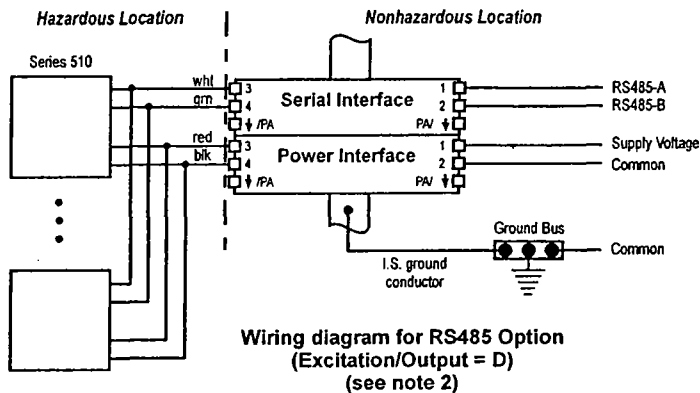 Hazardous Location
Nonhazardous Location
Series 510
wht
grn
red
blk
3
4
/PA
Serial Interface
1
2
PA/
RS485-A
RS485-B
3
4
/PA
Power Interface
1
2
PA/
Supply Voltage
Common
I.S. ground
conductor
Ground Bus
Common
Wiring diagram for RS485 Option
(Excitation/Output = D)
(see note 2)